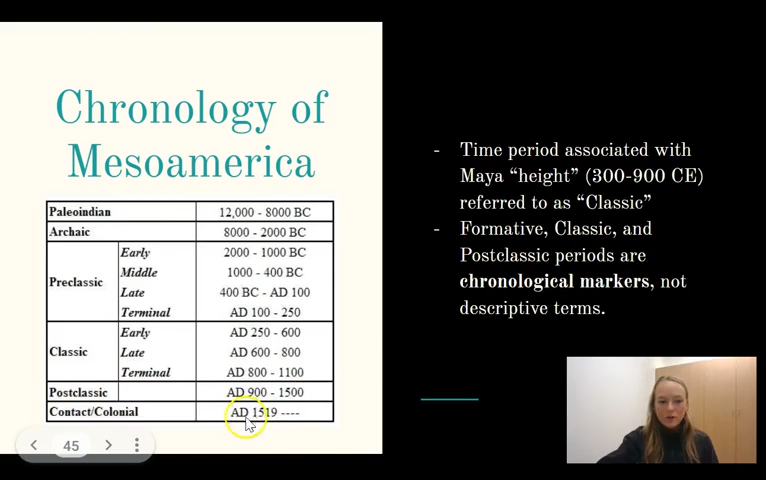 Chronology of
Mesoamerica
Paleoindian 12,000 - 8000 BC
Archaic 8000 - 2000 BC
Preclassic Early 2000 - 1000 BC
Middle 1000 - 400 BC
Late 400 BC - AD 100
Terminal AD 100 - 250
Classic Early AD 250 - 600
Late AD 600 - 800
Terminal AD 800 - 1100
Postclassic AD 900 - 1500
Contact/Colonial AD 1519 ----
45
- Time period associated with
Maya “height” (300-900 CE)
referred to as “Classic”
- Formative, Classic, and
Postclassic periods are
chronological markers, not
descriptive terms.